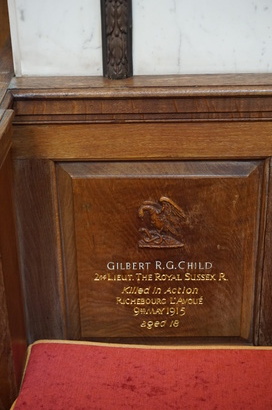 GILBERT R.G. CHILD
2ND LIEUT. THE ROYAL SUSSEX R.
Killed in Action
RICHEBOURG L'AVOUÉ
9TH MAY 1915
aged 18